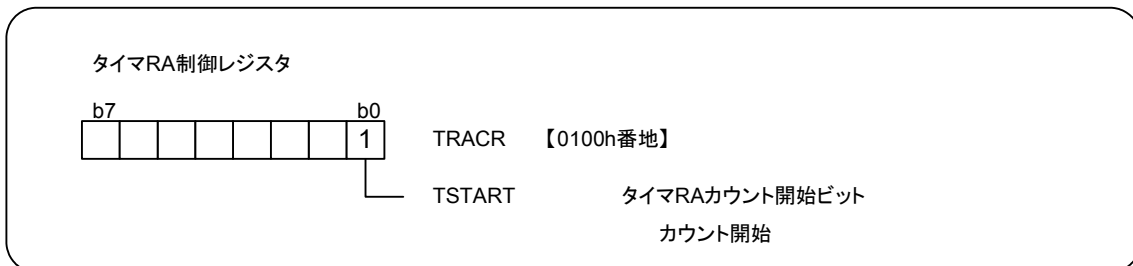 タイマRA制御レジスタ
b7 b0
1 TRACR 【0100h番地】
TSTART タイマRAカウント開始ビット
カウント開始